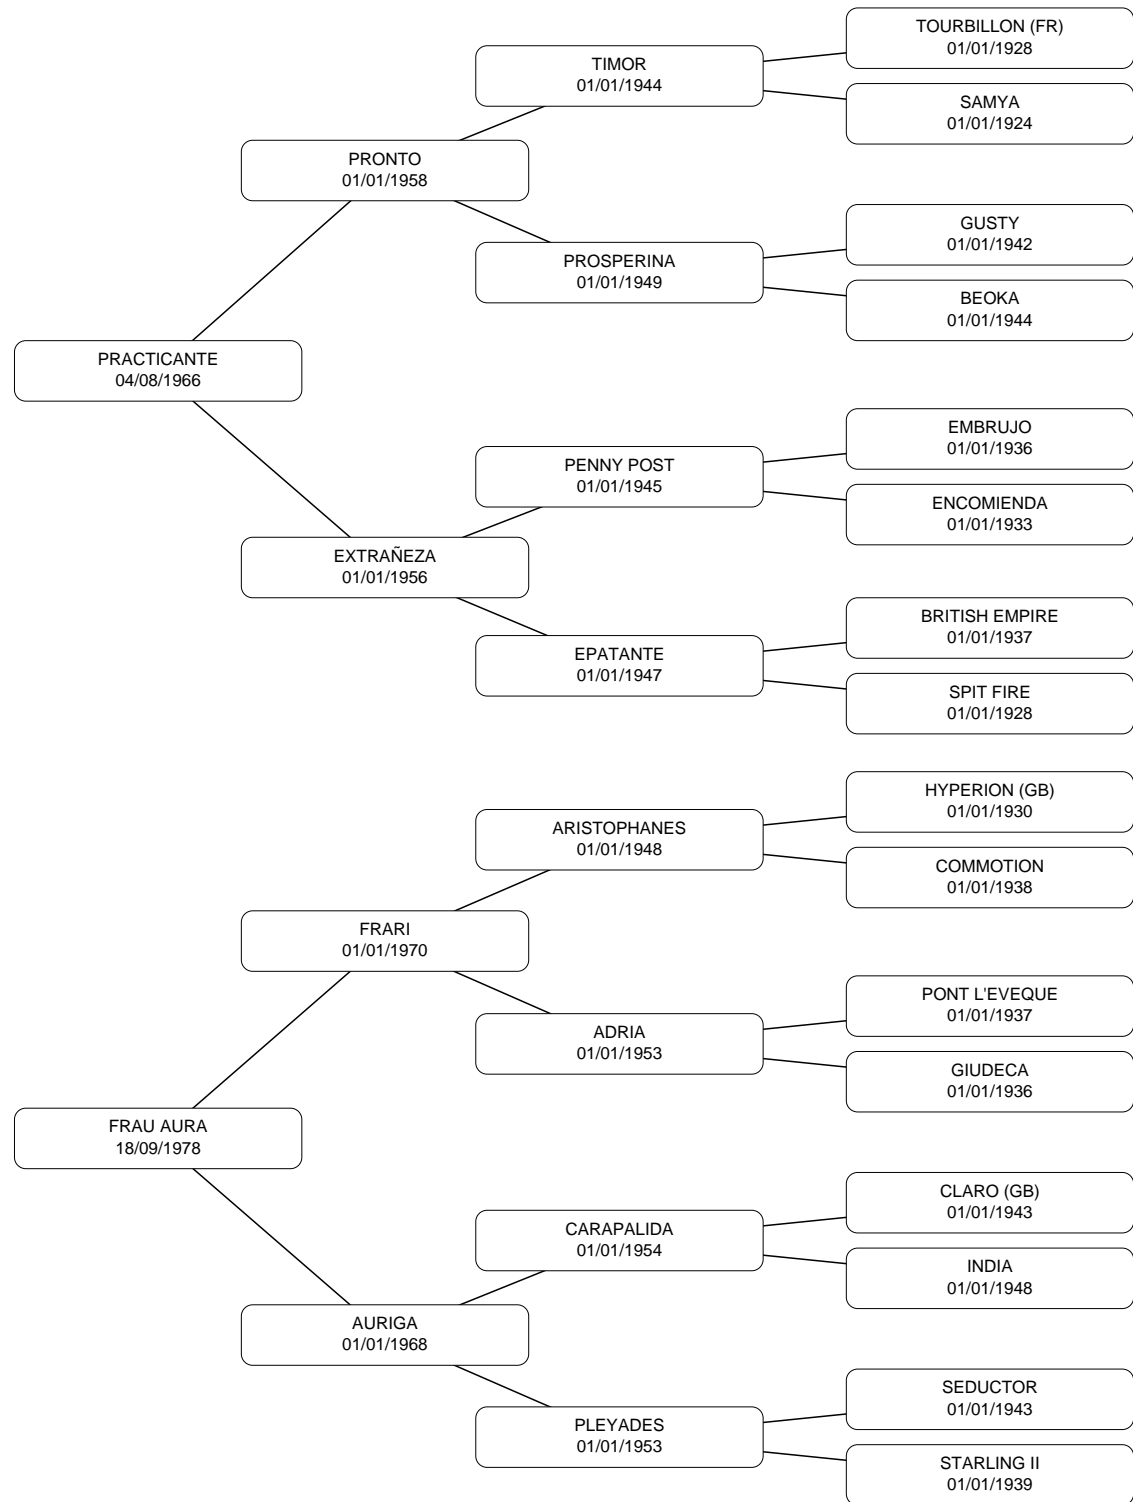 TOURBILLON (FR)
01/01/1928
TIMOR
01/01/1944
SAMYA
01/01/1924
PRONTO
01/01/1958
GUSTY
01/01/1942
PROSPERINA
01/01/1949
BEOKA
01/01/1944
PRACTICANTE
04/08/1966
EMBRUJO
01/01/1936
PENNY POST
01/01/1945
ENCOMIENDA
01/01/1933
EXTRAÑEZA
01/01/1956
BRITISH EMPIRE
01/01/1937
EPATANTE
01/01/1947
SPIT FIRE
01/01/1928
HYPERION (GB)
01/01/1930
ARISTOPHANES
01/01/1948
COMMOTION
01/01/1938
FRARI
01/01/1970
PONT L'EVEQUE
01/01/1937
ADRIA
01/01/1953
GIUDECA
01/01/1936
FRAU AURA
18/09/1978
CLARO (GB)
01/01/1943
CARAPALIDA
01/01/1954
INDIA
01/01/1948
AURIGA
01/01/1968
SEDUCTOR
01/01/1943
PLEYADES
01/01/1953
STARLING II
01/01/1939